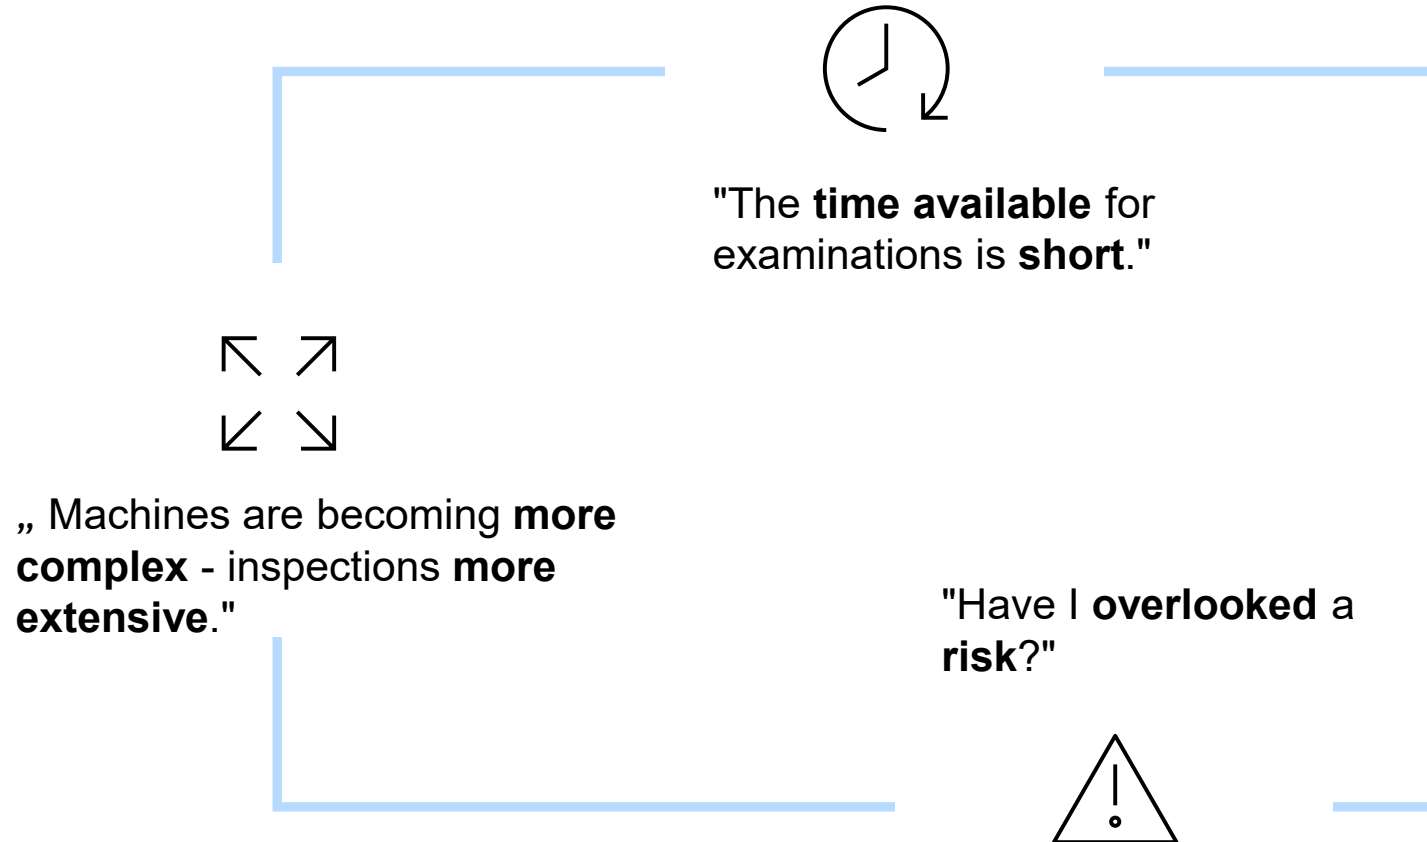 "The time available for
examinations is short."
„ Machines are becoming more
complex - inspections more
extensive."
"Have I overlooked a
risk?"